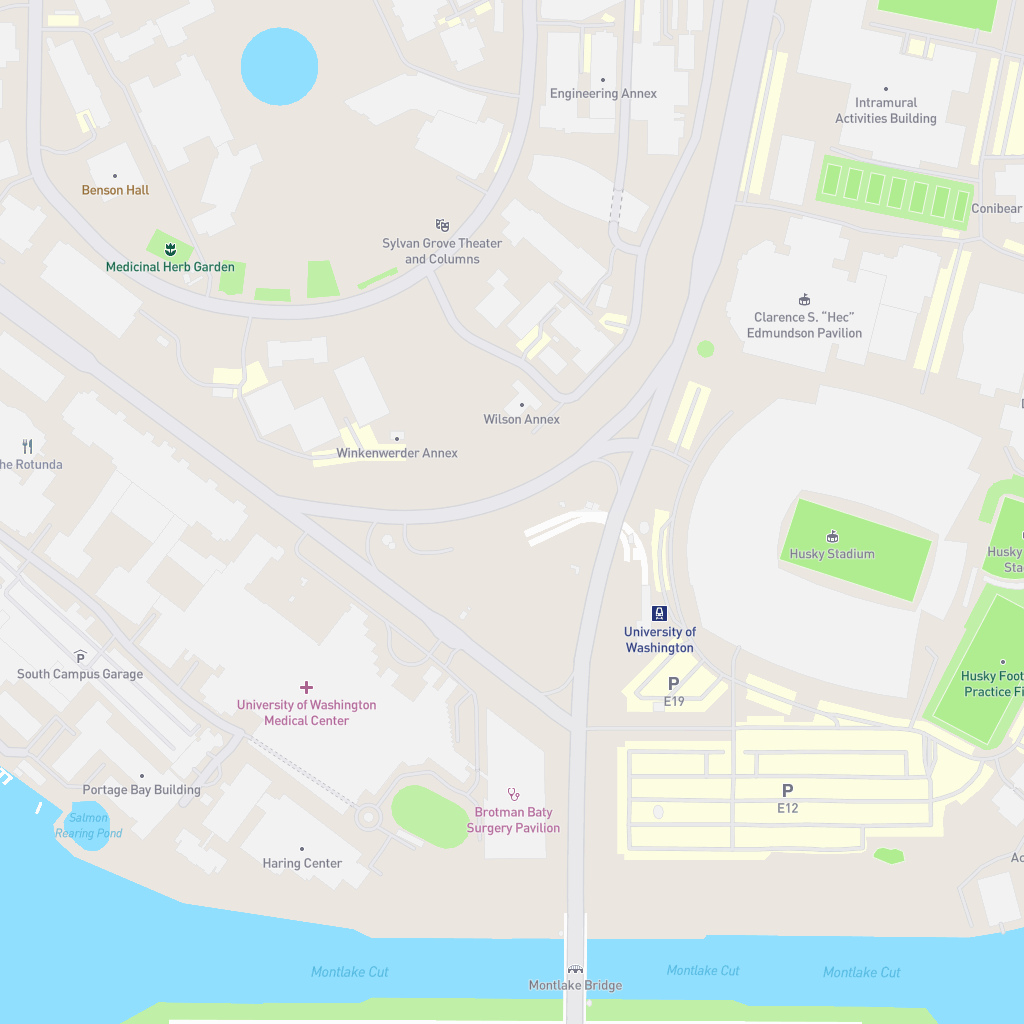 Engineering Annex
Intramural
Activities Building
Benson Hall
Conibear
Sylvan Grove Theater
and Columns
Medicinal Herb Garden
Clarence S. “Hec”
Edmundson Pavilion
Wilson Annex
Winkenwerder Annex
Rotunda
Husky Stadium
Husky
University of
Washington
South Campus Garage
P
P
E19
Husky
Practice
University of Washington
Medical Center
Portage Bay Building
P
E12
Salmon
Rearing Pond
Brotman Baty
Surgery Pavilion
Haring Center
Montlake Cut
Montlake Cut
Montlake Cut
Montlake Bridge